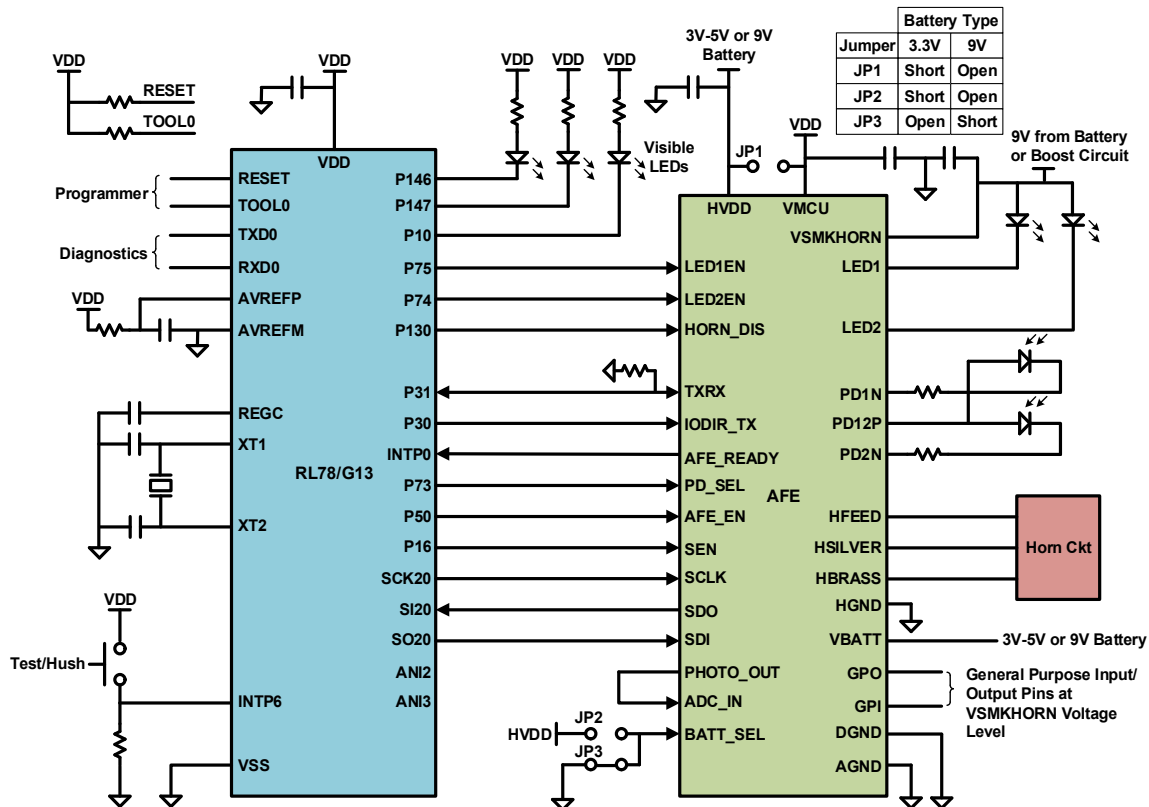 Battery Type
Jumper 3.3V 9V
JP1 Short Open
JP2 Short Open
JP3 Open Short
VDD
RESET
TOOL0
VDD
VDD VDD VDD
3V-5V or 9V
Battery
VDD
9V from Battery
or Boost Circuit
Visible
LEDs
JP1
Programmer
Diagnostics
VDD
VDD
RESET
TOOL0
TXD0
RXD0
AVREFP
AVREFM
REGC
XT1
XT2
INTP6
VSS
RL78/G13
VDD
Test/Hush
P146
P147
P10
P75
P74
P130
P31
P30
INTP0
P73
P50
P16
SCK20
SI20
SO20
ANI2
ANI3
HVDD VMCU
LED1EN
LED2EN
HORN_DIS
TXRX
IODIR_TX
AFE_READY
PD_SEL
AFE_EN
SEN
SCLK
SDO
SDI
PHOTO_OUT
ADC_IN
BATT_SEL
AFE
HVDD
JP2
JP3
VSMKHORN
LED1
LED2
PD1N
PD12P
PD2N
HFEED
HSILVER
HBRASS
HGND
VBATT
GPO
GPI
DGND
AGND
Horn Ckt
3V-5V or 9V Battery
General Purpose Input/
Output Pins at
VSMKHORN Voltage
Level